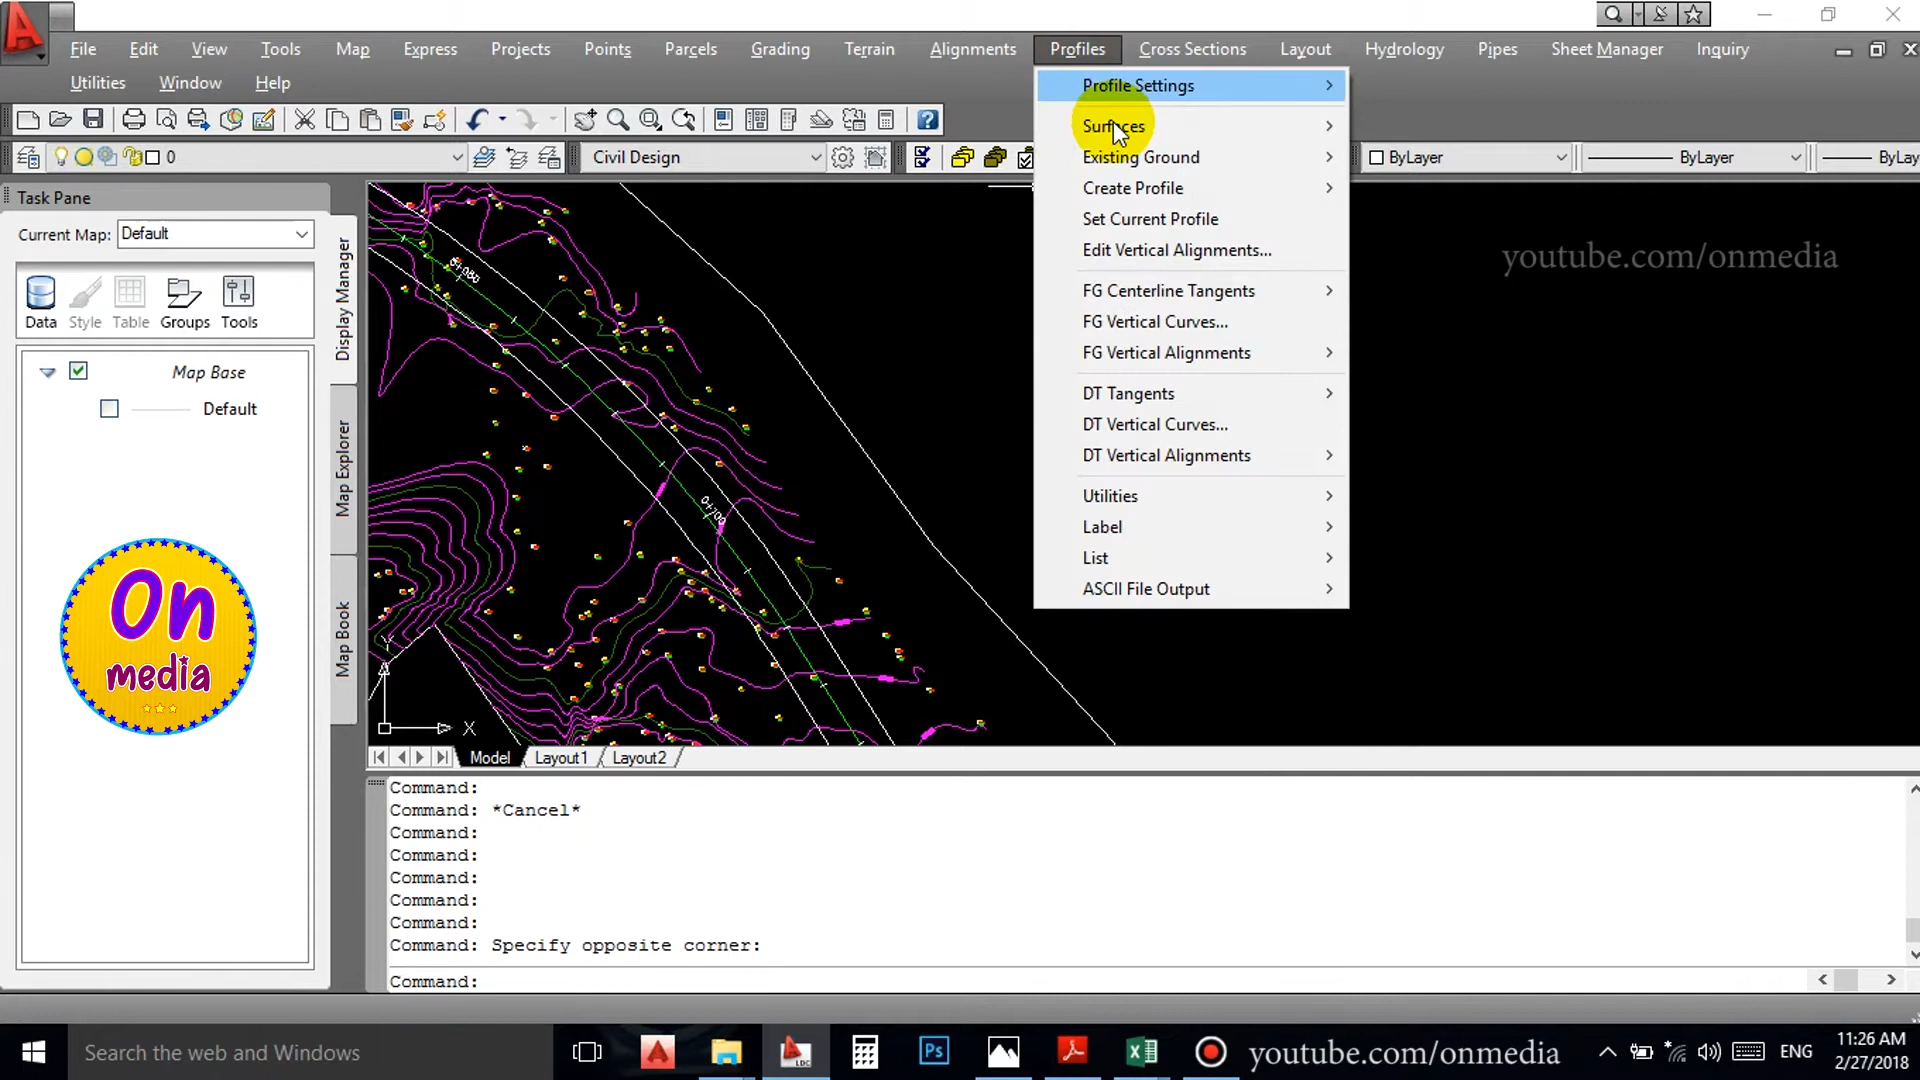 File Edit View Tools Map Express Projects Points Parcels Grading Terrain Alignments Profiles Cross Sections Layout Hydrology Pipes Sheet Manager Inquiry
Utilities Window Help
0
Civil Design
ByLayer
ByLayer
ByLay
Profile Settings
Surfaces
Existing Ground
Create Profile
Set Current Profile
Edit Vertical Alignments...
FG Centerline Tangents
FG Vertical Curves...
FG Vertical Alignments
DT Tangents
DT Vertical Curves...
DT Vertical Alignments
Utilities
Label
List
ASCII File Output
Task Pane
Current Map: Default
Data Style Table Groups Tools
Map Base
Default
Display Manager
Map Explorer
Map Book
On
media
youtube.com/onmedia
0+080
0+100
Y
X
Model Layout1 Layout2
Command:
Command: *Cancel*
Command:
Command:
Command:
Command:
Command:
Command: Specify opposite corner:
Command:
Search the web and Windows
LDC
Ps
youtube.com/onmedia
ENG
11:26 AM
2/27/2018